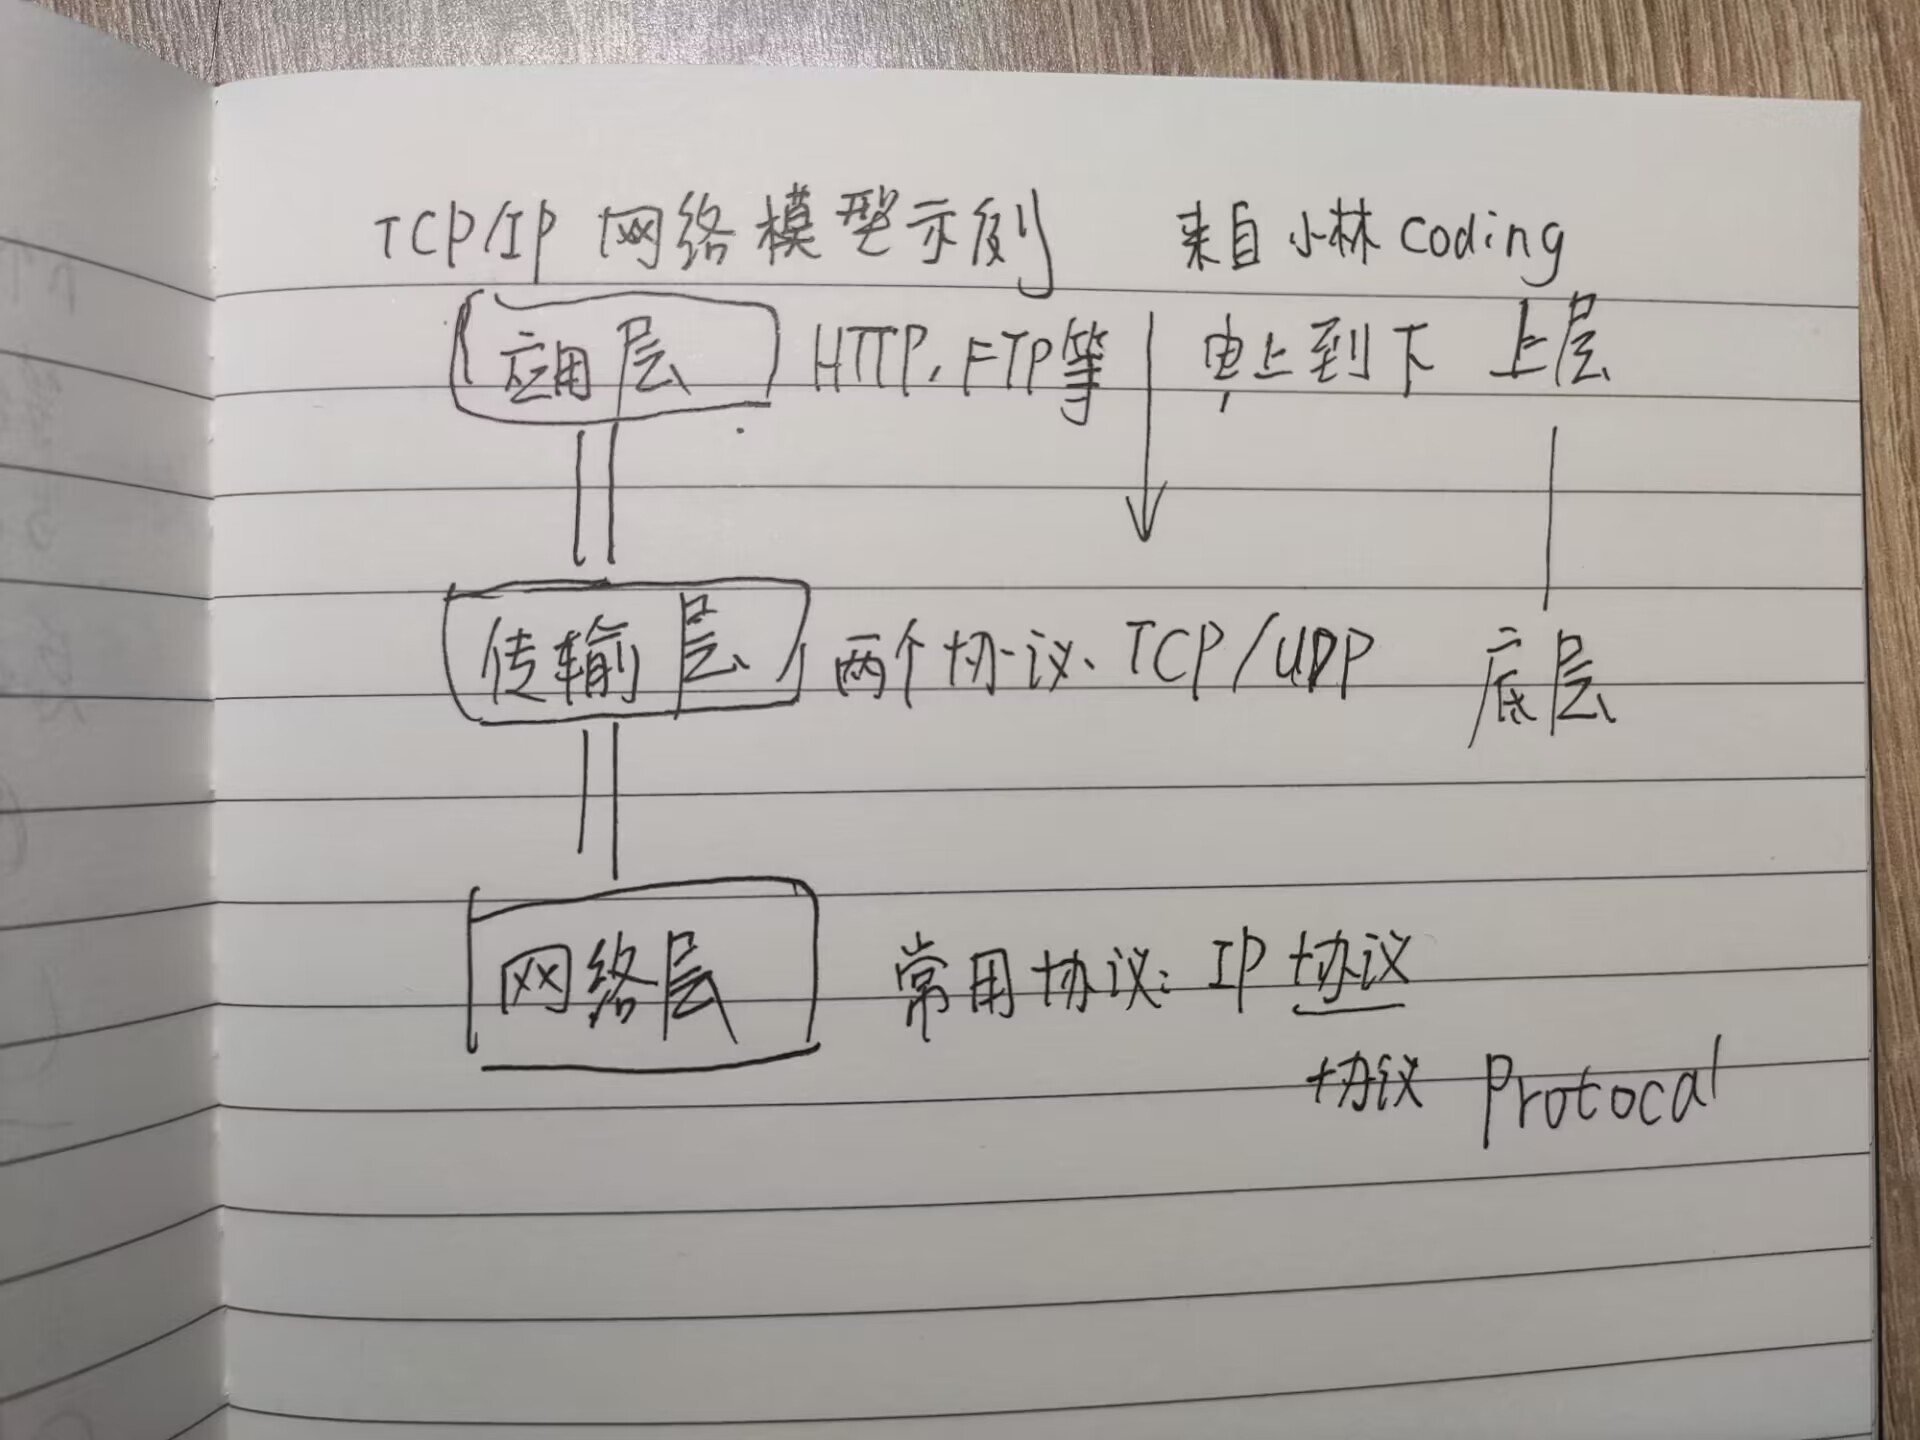 TCP/IP 网络模型示例 来自小林coding
应用层 HTTP、FTP等 由上到下 上层
传输层 两个协议、TCP/UDP 底层
网络层 常用协议：IP协议
协议 Protocal